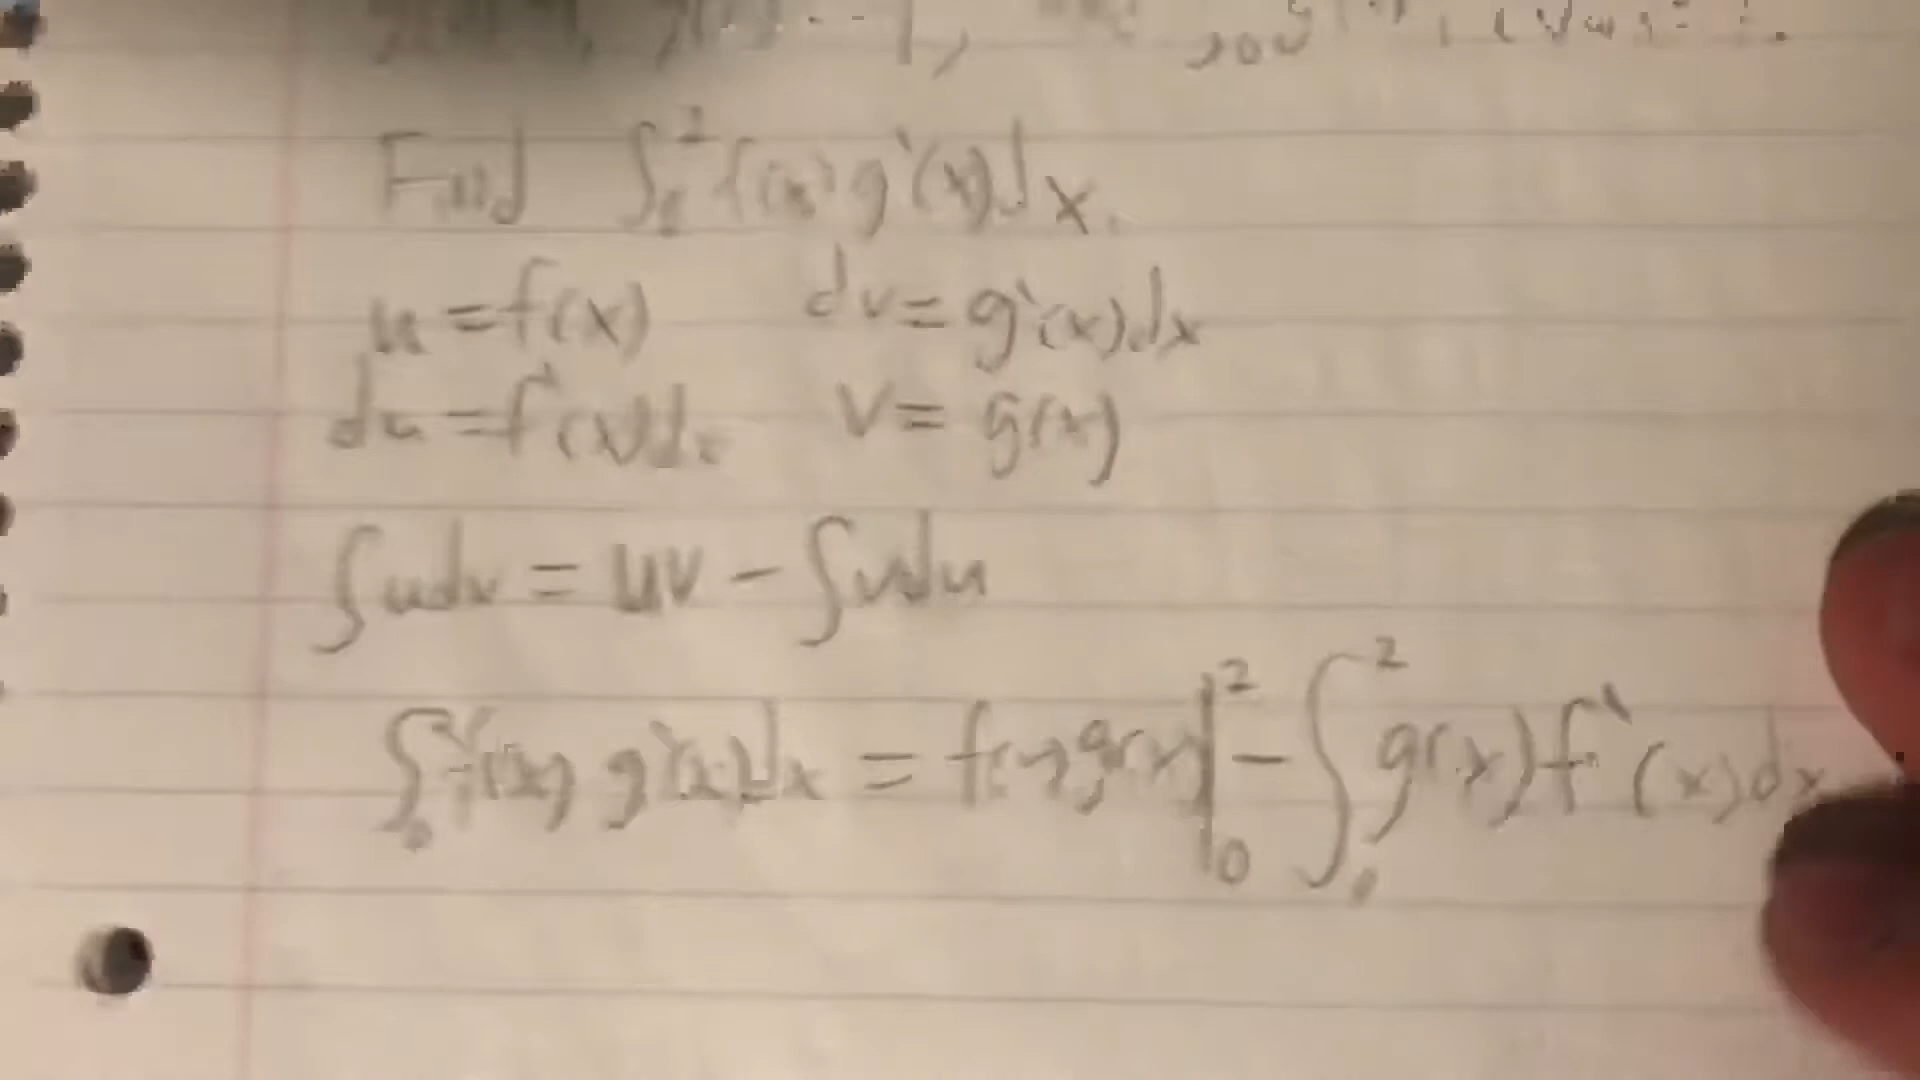 Find ∫₀² f(x) g'(x)dx.
u = f(x) dv = g'(x)dx
du = f'(x)dx v = g(x)
∫udv = uv - ∫vdu
∫₀² f(x) g'(x)dx = f(x)g(x)|₀² - ∫₀² g(x)f'(x)dx